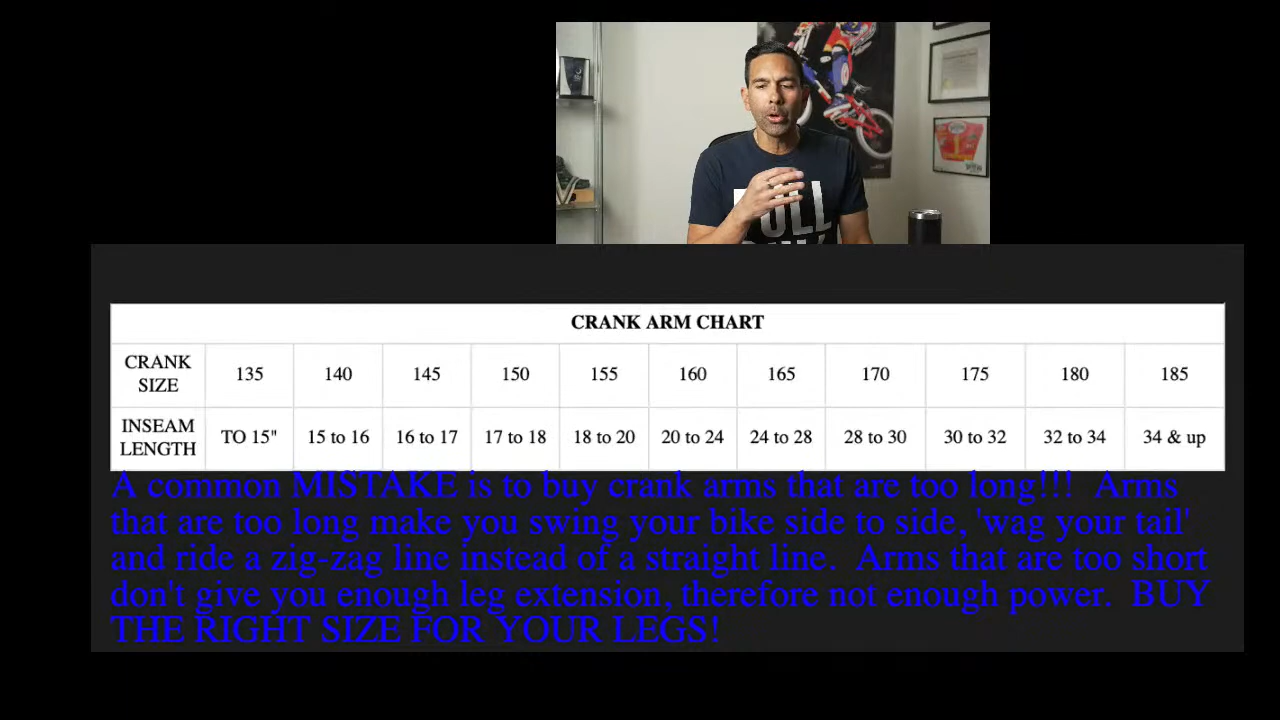 FULL
CRANK ARM CHART
CRANK SIZE 135 140 145 150 155 160 165 170 175 180 185
INSEAM LENGTH TO 15" 15 to 16 16 to 17 17 to 18 18 to 20 20 to 24 24 to 28 28 to 30 30 to 32 32 to 34 34 & up
A common MISTAKE is to buy crank arms that are too long!!! Arms
that are too long make you swing your bike side to side, 'wag your tail'
and ride a zig-zag line instead of a straight line. Arms that are too short
don't give you enough leg extension, therefore not enough power. BUY
THE RIGHT SIZE FOR YOUR LEGS!